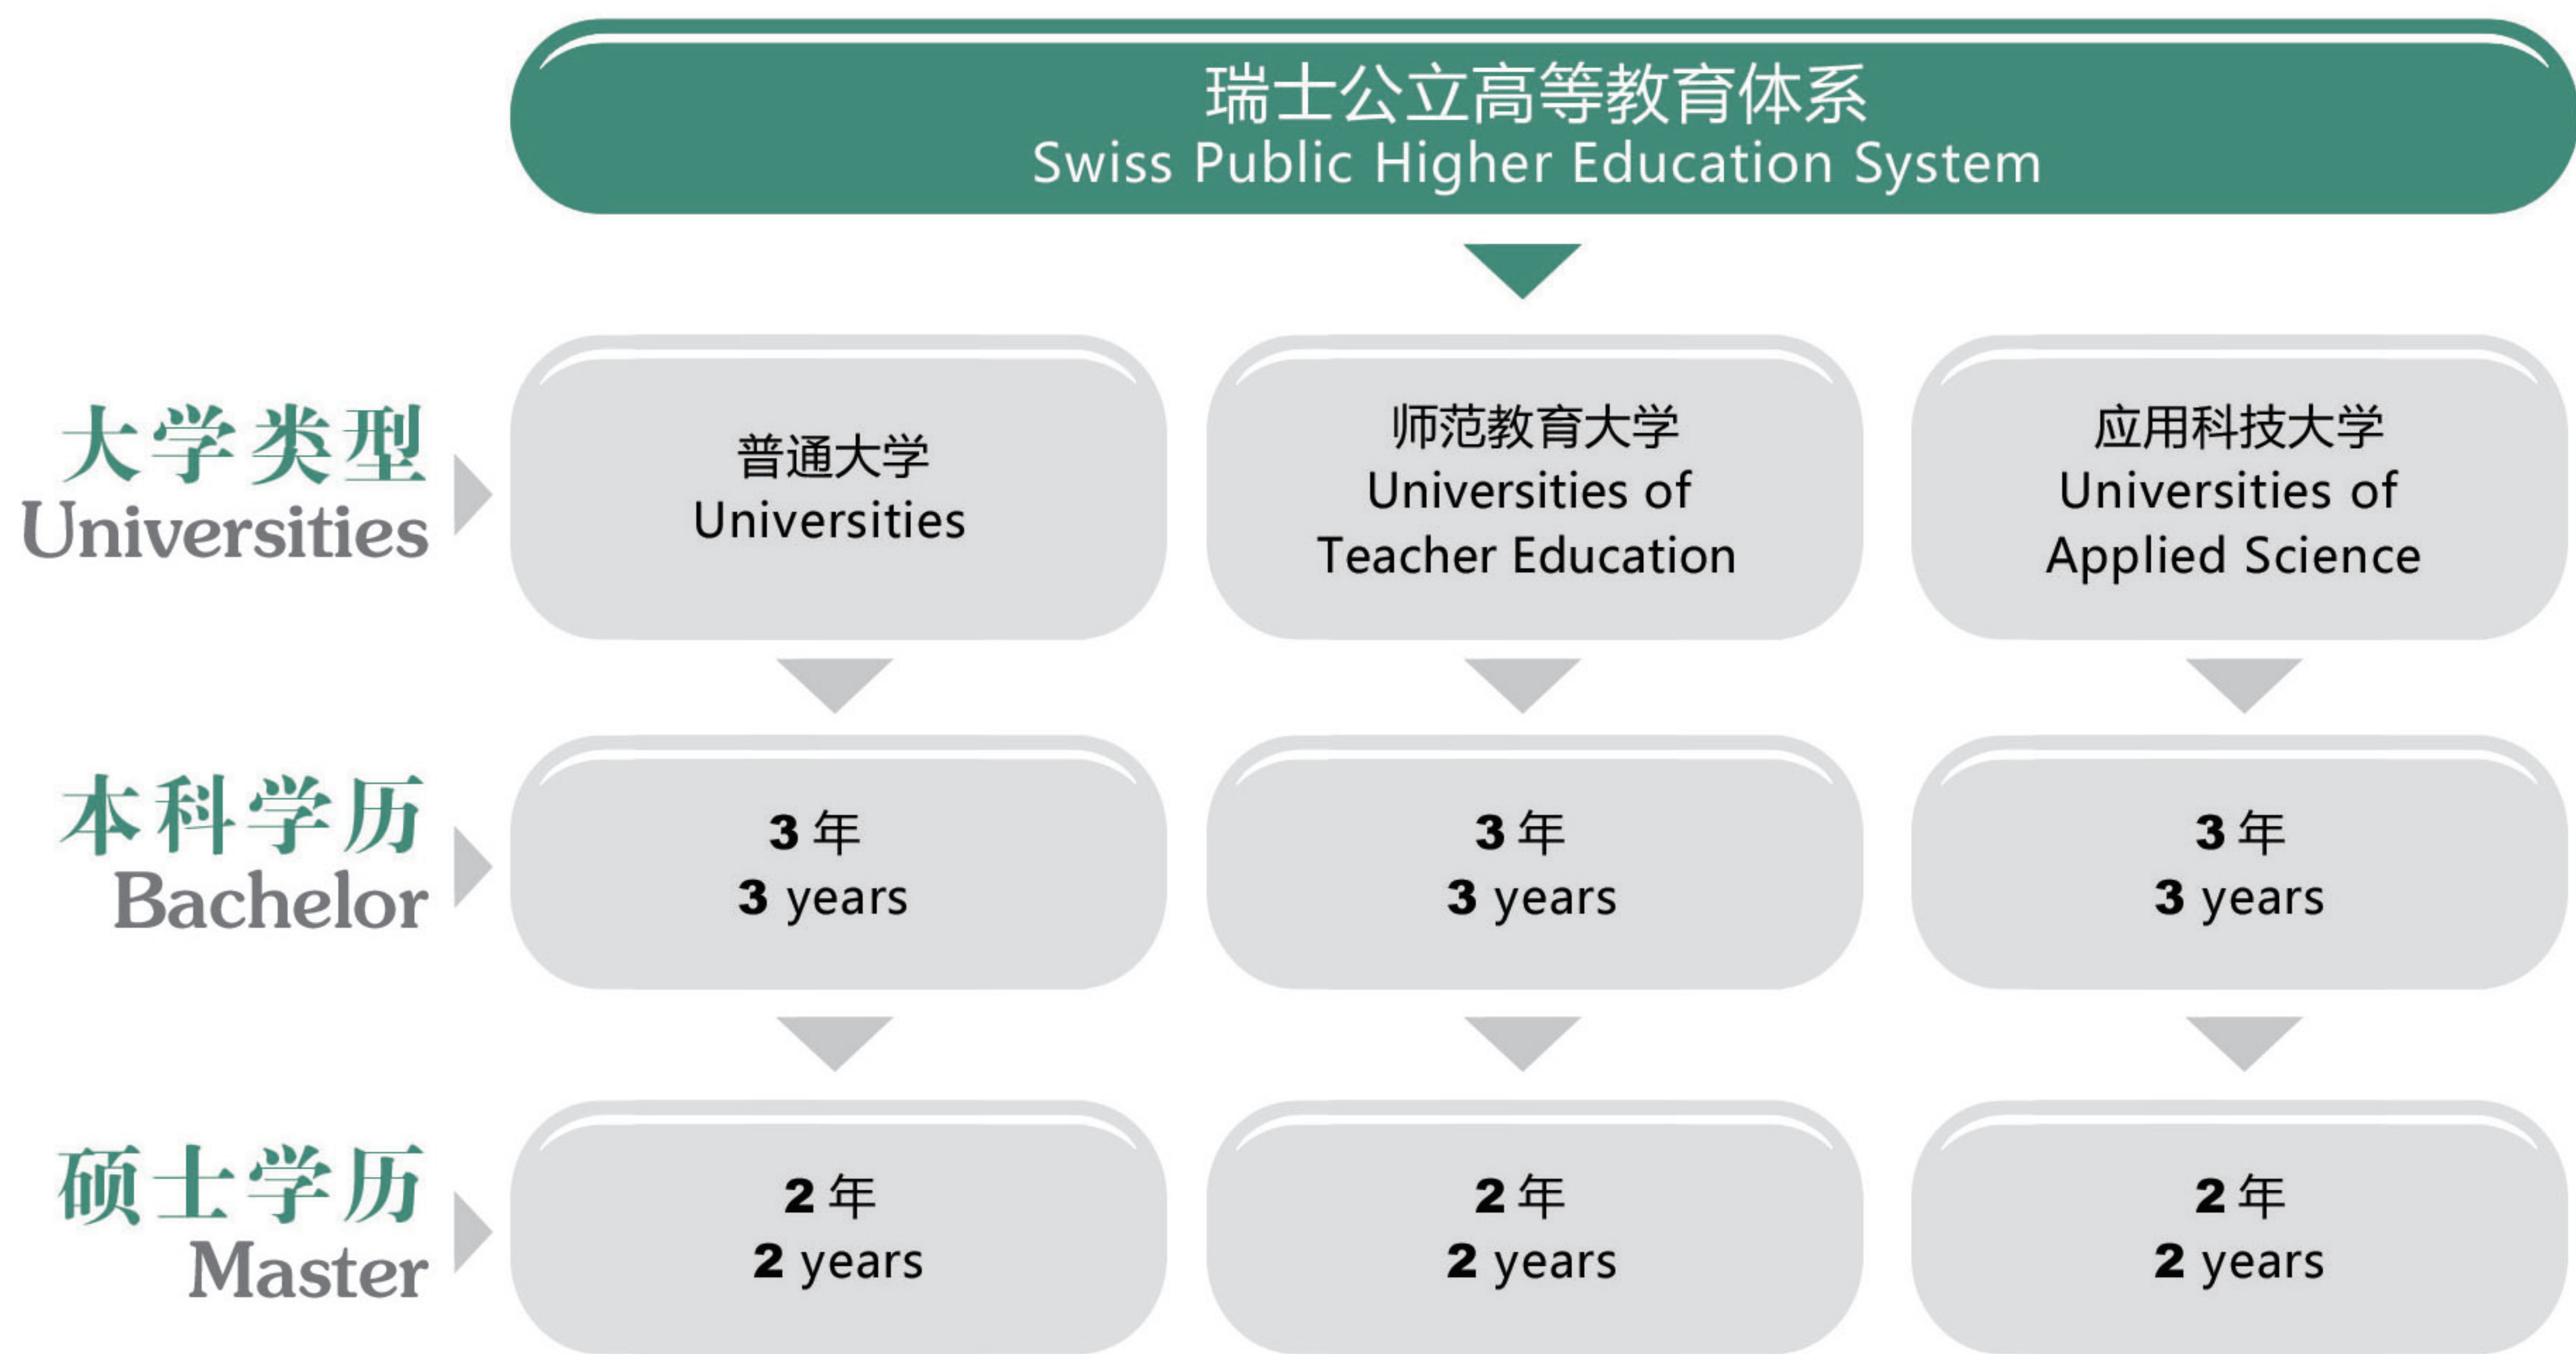 瑞士公立高等教育体系
Swiss Public Higher Education System
大学类型
Universities
普通大学
Universities
师范教育大学
Universities of
Teacher Education
应用科技大学
Universities of
Applied Science
本科学历
Bachelor
3 年
3 years
3 年
3 years
3 年
3 years
硕士学历
Master
2 年
2 years
2 年
2 years
2 年
2 years